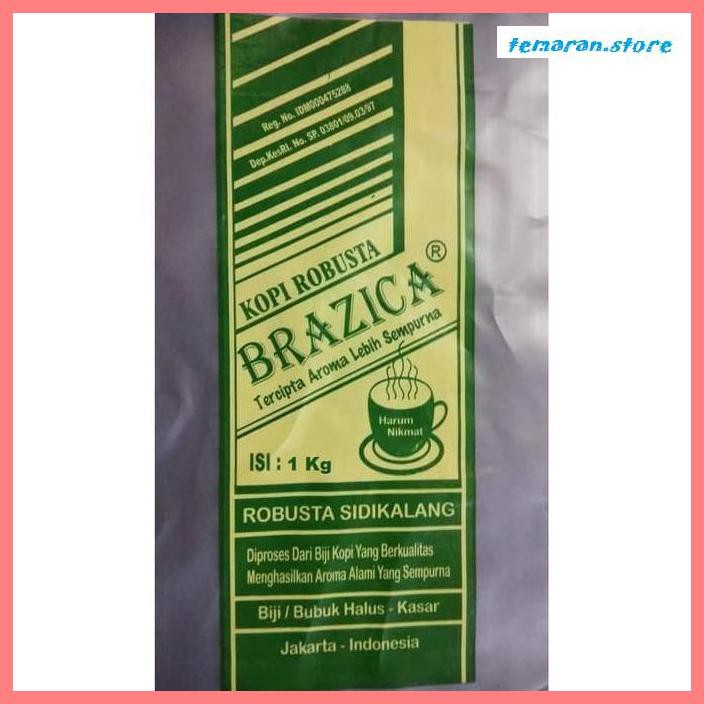 temaran.store
Reg. No. IDM000475288
Dep.KesRI. No. SP. 03801/09.03/97
KOPI ROBUSTA
BRAZICA ®
Tercipta Aroma Lebih Sempurna
Harum
Nikmat
ISI : 1 Kg
ROBUSTA SIDIKALANG
Diproses Dari Biji Kopi Yang Berkualitas
Menghasilkan Aroma Alami Yang Sempurna
Biji / Bubuk Halus - Kasar
Jakarta - Indonesia